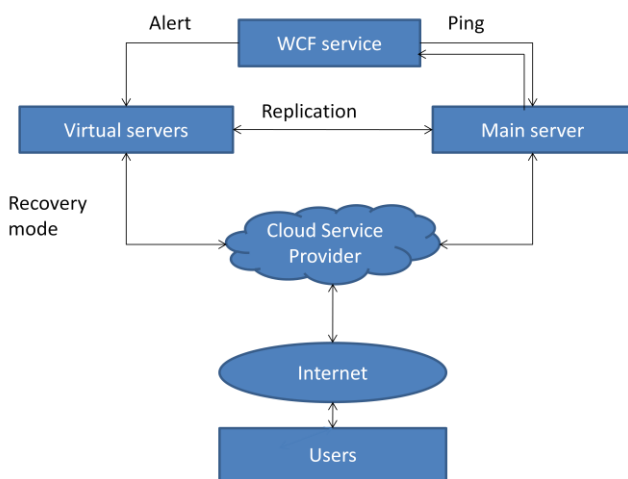 Alert
WCF service
Ping
Virtual servers
Replication
Main server
Recovery
mode
Cloud Service
Provider
Internet
Users